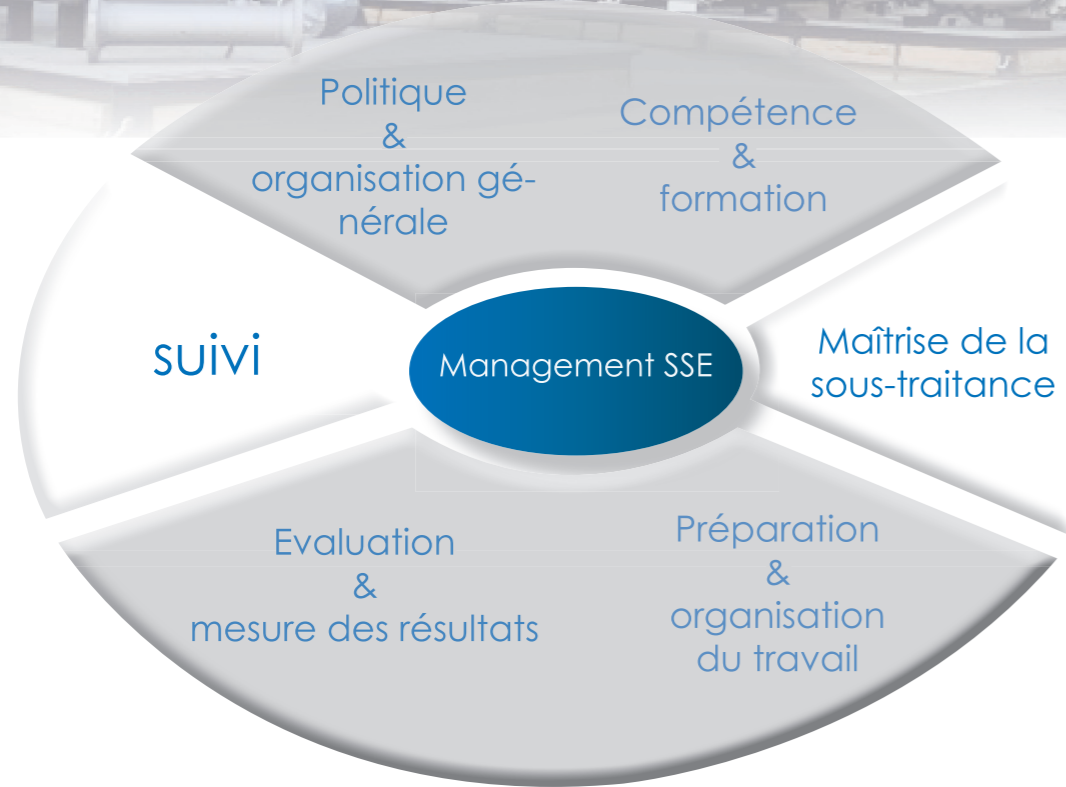 Politique
&
organisation gé-
nérale
Compétence
&
formation
suivi
Management SSE
Maîtrise de la
sous-traitance
Evaluation
&
mesure des résultats
Préparation
&
organisation
du travail